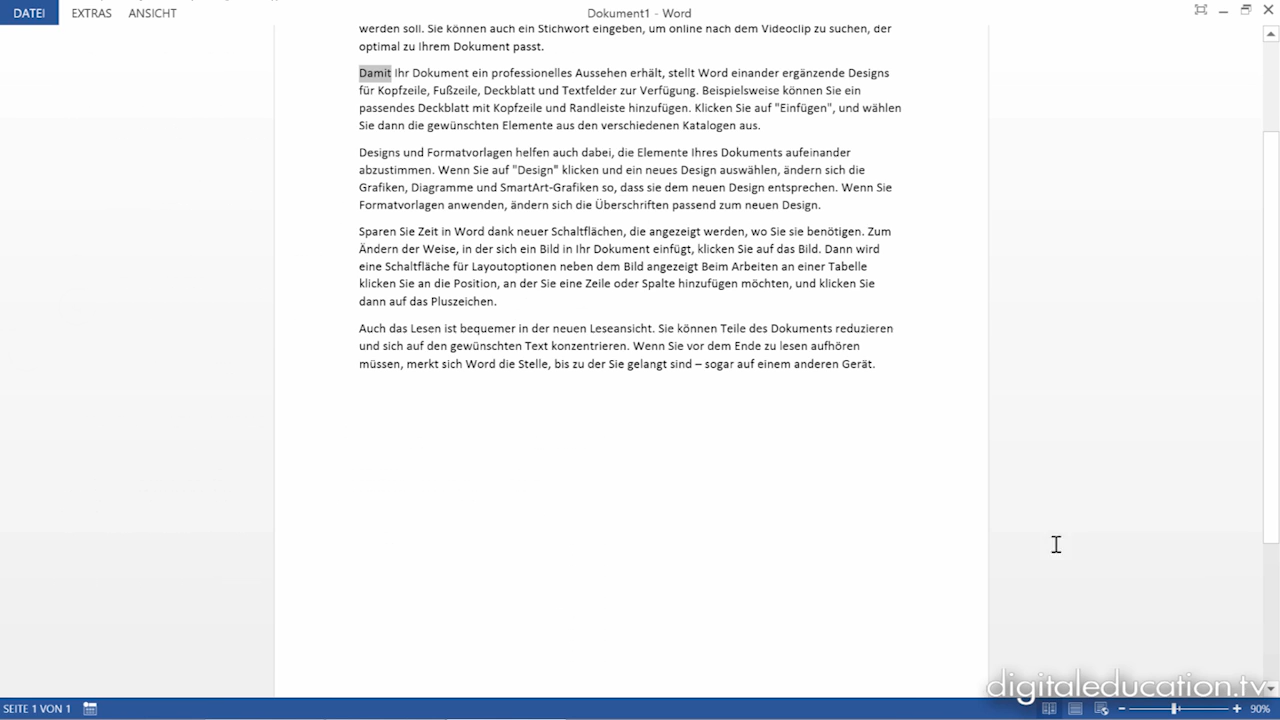 DATEI EXTRAS ANSICHT Dokument1 - Word
werden soll. Sie können auch ein Stichwort eingeben, um online nach dem Videoclip zu suchen, der
optimal zu Ihrem Dokument passt.
Damit Ihr Dokument ein professionelles Aussehen erhält, stellt Word einander ergänzende Designs
für Kopfzeile, Fußzeile, Deckblatt und Textfelder zur Verfügung. Beispielsweise können Sie ein
passendes Deckblatt mit Kopfzeile und Randleiste hinzufügen. Klicken Sie auf "Einfügen", und wählen
Sie dann die gewünschten Elemente aus den verschiedenen Katalogen aus.
Designs und Formatvorlagen helfen auch dabei, die Elemente Ihres Dokuments aufeinander
abzustimmen. Wenn Sie auf "Design" klicken und ein neues Design auswählen, ändern sich die
Grafiken, Diagramme und SmartArt-Grafiken so, dass sie dem neuen Design entsprechen. Wenn Sie
Formatvorlagen anwenden, ändern sich die Überschriften passend zum neuen Design.
Sparen Sie Zeit in Word dank neuer Schaltflächen, die angezeigt werden, wo Sie sie benötigen. Zum
Ändern der Weise, in der sich ein Bild in Ihr Dokument einfügt, klicken Sie auf das Bild. Dann wird
eine Schaltfläche für Layoutoptionen neben dem Bild angezeigt Beim Arbeiten an einer Tabelle
klicken Sie an die Position, an der Sie eine Zeile oder Spalte hinzufügen möchten, und klicken Sie
dann auf das Pluszeichen.
Auch das Lesen ist bequemer in der neuen Leseansicht. Sie können Teile des Dokuments reduzieren
und sich auf den gewünschten Text konzentrieren. Wenn Sie vor dem Ende zu lesen aufhören
müssen, merkt sich Word die Stelle, bis zu der Sie gelangt sind – sogar auf einem anderen Gerät.
digitaleducation.tv
SEITE 1 VON 1 90%